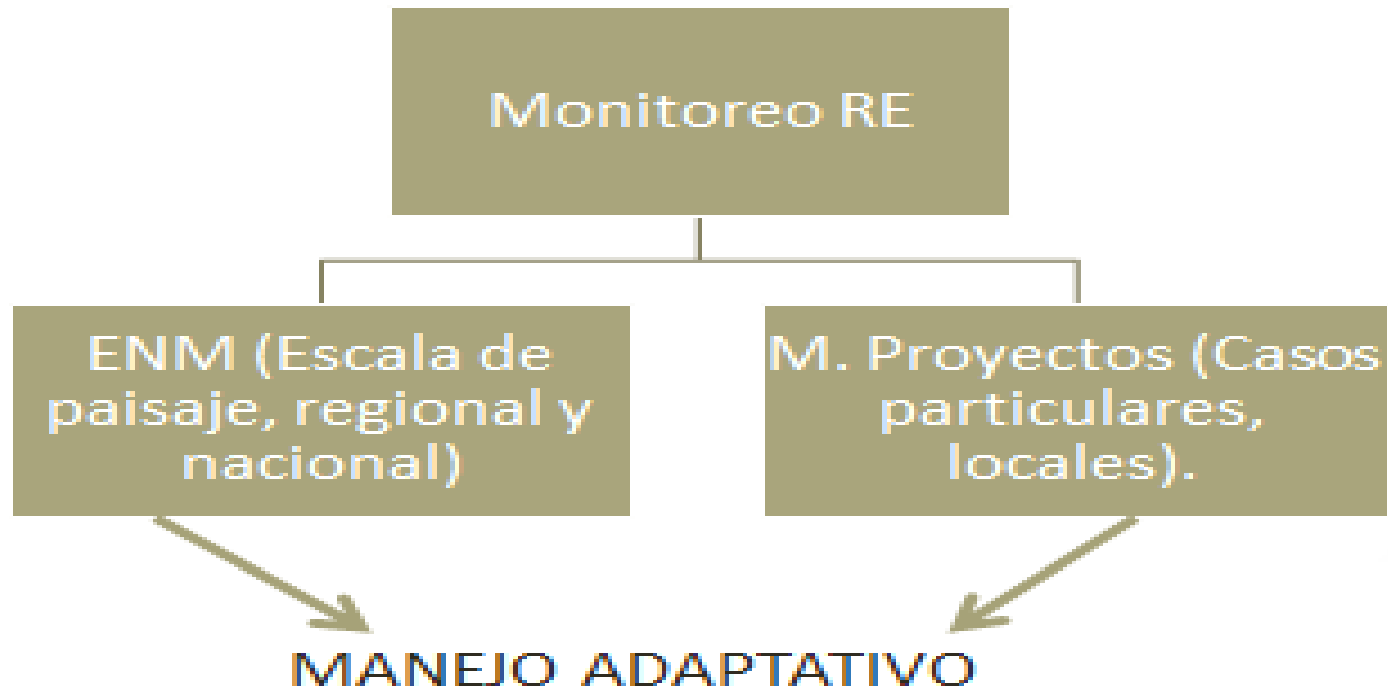 Monitoreo RE
ENM (Escala de
paisaje, regional y
nacional)
M. Proyectos (Casos
particulares,
locales).
MANEJO ADAPTATIVO